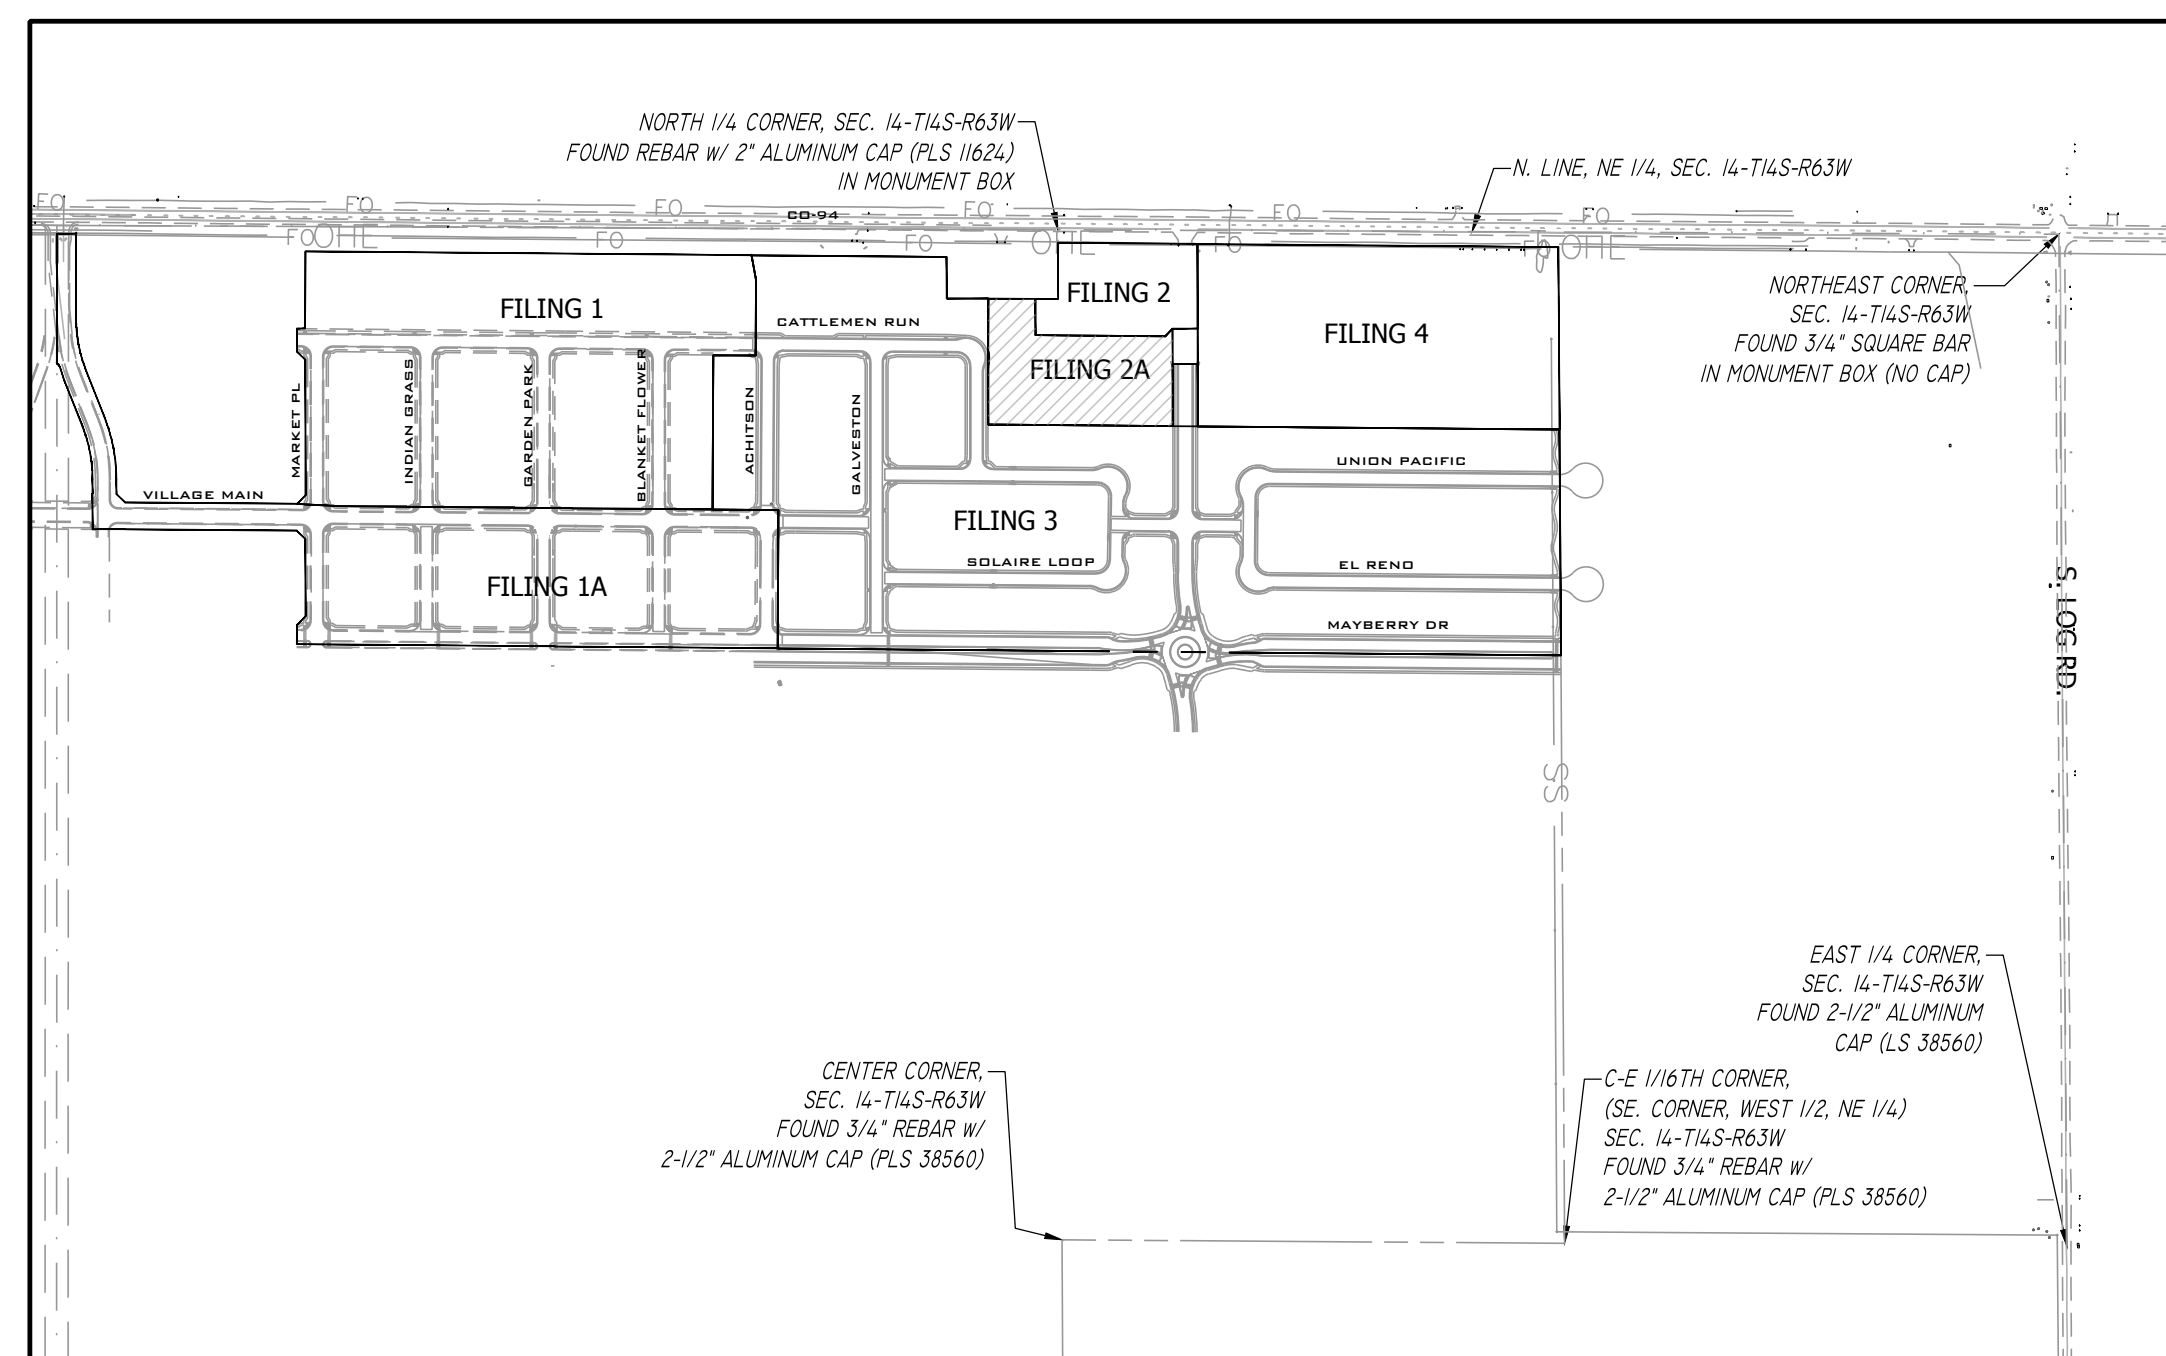 NORTH 1/4 CORNER, SEC. 14-T14S-R63W
FOUND REBAR W/ 2" ALUMINUM CAP (PLS 11624)
IN MONUMENT BOX
N. LINE, NE 1/4, SEC. 14-T14S-R63W
FO
FO
FO
FO
FO
FO
CO-94
FO
OHE
FO
FO
OHE
FO
FO
OHE
NORTHEAST CORNER,
SEC. 14-T14S-R63W
FOUND 3/4" SQUARE BAR
IN MONUMENT BOX (NO CAP)
FILING 1
FILING 2
FILING 4
CATTLEMEN RUN
FILING 2A
MARKET PL
INDIAN GRASS
GARDEN PARK
BLANKET FLOWER
ACHITSON
GALVESTON
UNION PACIFIC
VILLAGE MAIN
FILING 3
SOLAIRE LOOP
EL RENO
FILING 1A
MAYBERRY DR
S. LOG RD.
SS
EAST 1/4 CORNER,
SEC. 14-T14S-R63W
FOUND 2-1/2" ALUMINUM
CAP (LS 38560)
CENTER CORNER,
SEC. 14-T14S-R63W
FOUND 3/4" REBAR W/
2-1/2" ALUMINUM CAP (PLS 38560)
C-E 1/16TH CORNER,
(SE. CORNER, WEST 1/2, NE 1/4)
SEC. 14-T14S-R63W
FOUND 3/4" REBAR W/
2-1/2" ALUMINUM CAP (PLS 38560)